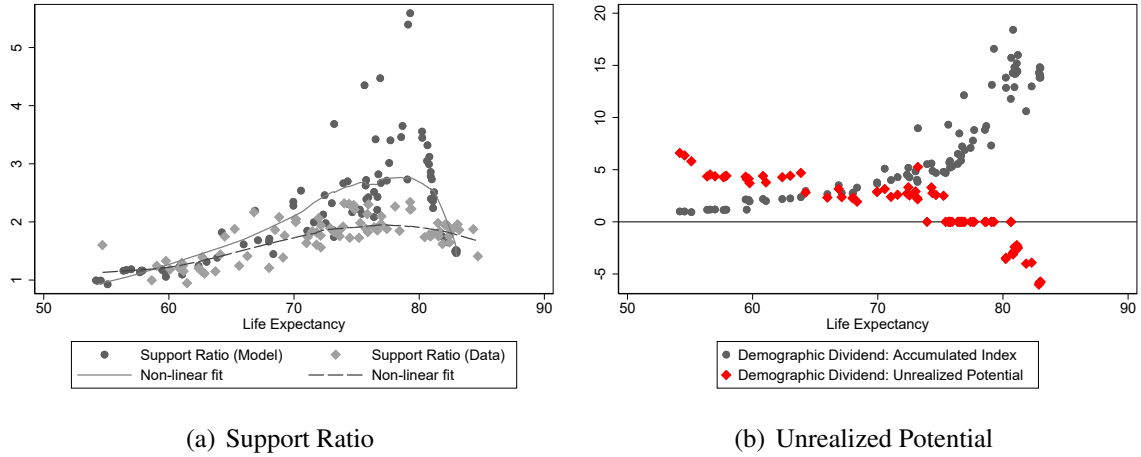 5
4
3
2
1
50 60 70 80 90
Life Expectancy
Support Ratio (Model) Support Ratio (Data)
Non-linear fit Non-linear fit
(a) Support Ratio
20
15
10
5
0
-5
50 60 70 80 90
Life Expectancy
Demographic Dividend: Accumulated Index
Demographic Dividend: Unrealized Potential
(b) Unrealized Potential